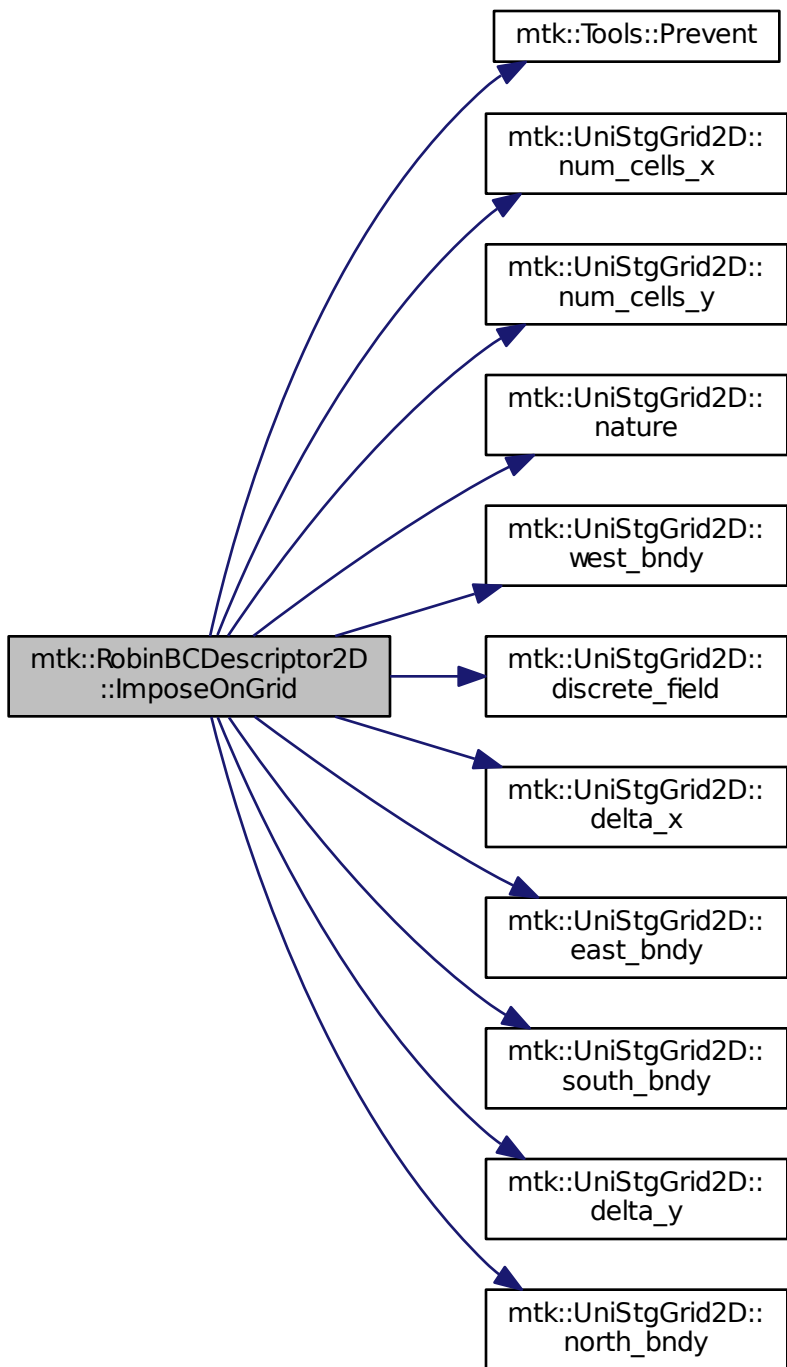 mtk::Tools::Prevent
mtk::UniStgGrid2D::
num_cells_x
mtk::UniStgGrid2D::
num_cells_y
mtk::UniStgGrid2D::
nature
mtk::UniStgGrid2D::
west_bndy
mtk::RobinBCDescriptor2D
::ImposeOnGrid
mtk::UniStgGrid2D::
discrete_field
mtk::UniStgGrid2D::
delta_x
mtk::UniStgGrid2D::
east_bndy
mtk::UniStgGrid2D::
south_bndy
mtk::UniStgGrid2D::
delta_y
mtk::UniStgGrid2D::
north_bndy